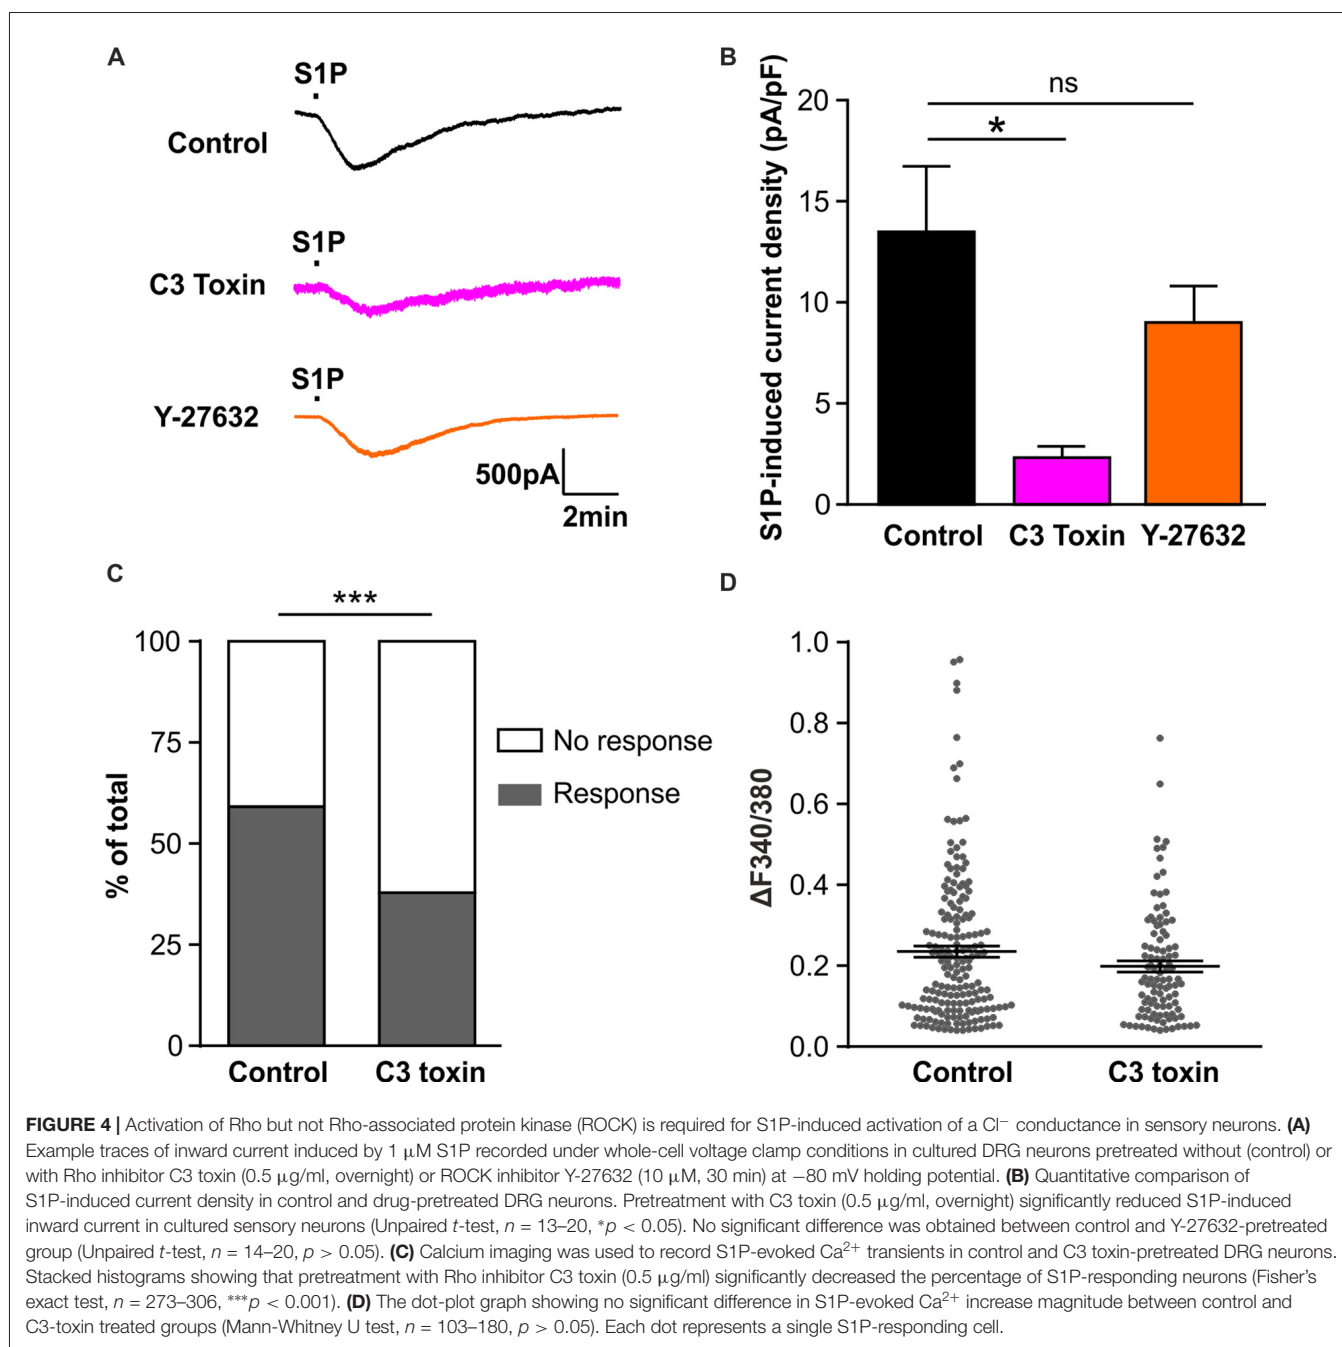 A
S1P
Control
S1P
C3 Toxin
S1P
Y-27632
500pA
2min
B
S1P-induced current density (pA/pF)
20
15
10
5
0
ns
*
Control
C3 Toxin
Y-27632
C
***
% of total
100
75
50
25
0
Control
C3 toxin
No response
Response
D
ΔF340/380
1.0
0.8
0.6
0.4
0.2
0.0
Control
C3 toxin
FIGURE 4 | Activation of Rho but not Rho-associated protein kinase (ROCK) is required for S1P-induced activation of a Cl− conductance in sensory neurons. (A)
Example traces of inward current induced by 1 μM S1P recorded under whole-cell voltage clamp conditions in cultured DRG neurons pretreated without (control) or
with Rho inhibitor C3 toxin (0.5 μg/ml, overnight) or ROCK inhibitor Y-27632 (10 μM, 30 min) at −80 mV holding potential. (B) Quantitative comparison of
S1P-induced current density in control and drug-pretreated DRG neurons. Pretreatment with C3 toxin (0.5 μg/ml, overnight) significantly reduced S1P-induced
inward current in cultured sensory neurons (Unpaired t-test, n = 13–20, *p < 0.05). No significant difference was obtained between control and Y-27632-pretreated
group (Unpaired t-test, n = 14–20, p > 0.05). (C) Calcium imaging was used to record S1P-evoked Ca2+ transients in control and C3 toxin-pretreated DRG neurons.
Stacked histograms showing that pretreatment with Rho inhibitor C3 toxin (0.5 μg/ml) significantly decreased the percentage of S1P-responding neurons (Fisher's
exact test, n = 273–306, ***p < 0.001). (D) The dot-plot graph showing no significant difference in S1P-evoked Ca2+ increase magnitude between control and
C3-toxin treated groups (Mann-Whitney U test, n = 103–180, p > 0.05). Each dot represents a single S1P-responding cell.